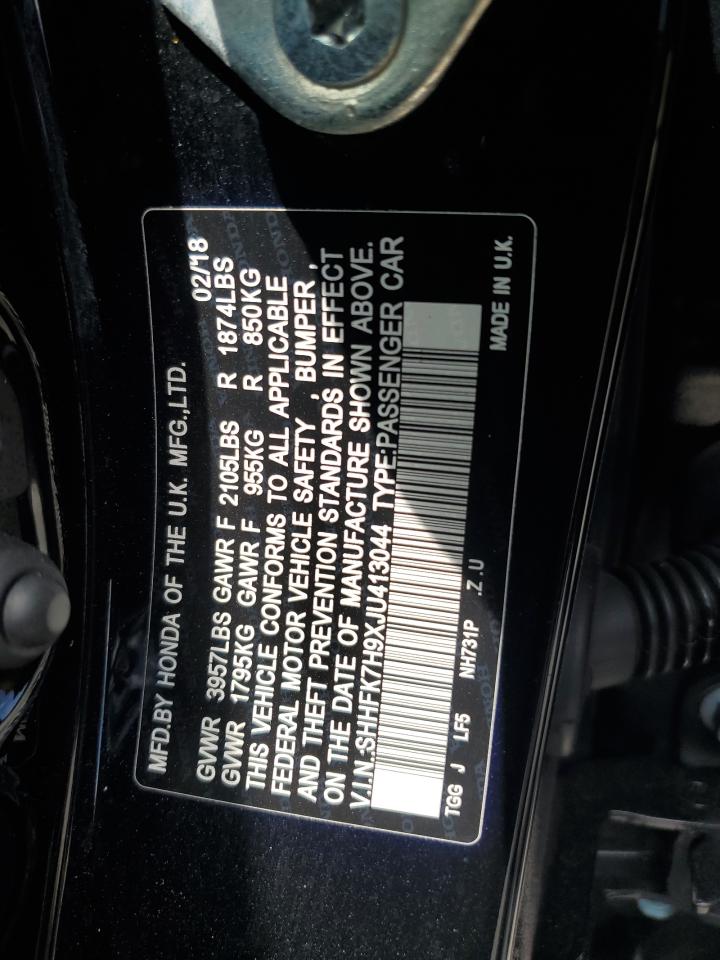 MFD.BY HONDA OF THE U.K. MFG.,LTD.
02/'18
GVWR 3957LBS GAWR F 2105LBS R 1874LBS
GVWR 1795KG GAWR F 955KG R 850KG
THIS VEHICLE CONFORMS TO ALL APPLICABLE
FEDERAL MOTOR VEHICLE SAFETY , BUMPER ,
AND THEFT PREVENTION STANDARDS IN EFFECT
ON THE DATE OF MANUFACTURE SHOWN ABOVE.
V.I.N.:SHHFK7H9XJU413044 TYPE:PASSENGER CAR
TGG J LF5 NH731P .Z.U
MADE IN U.K.